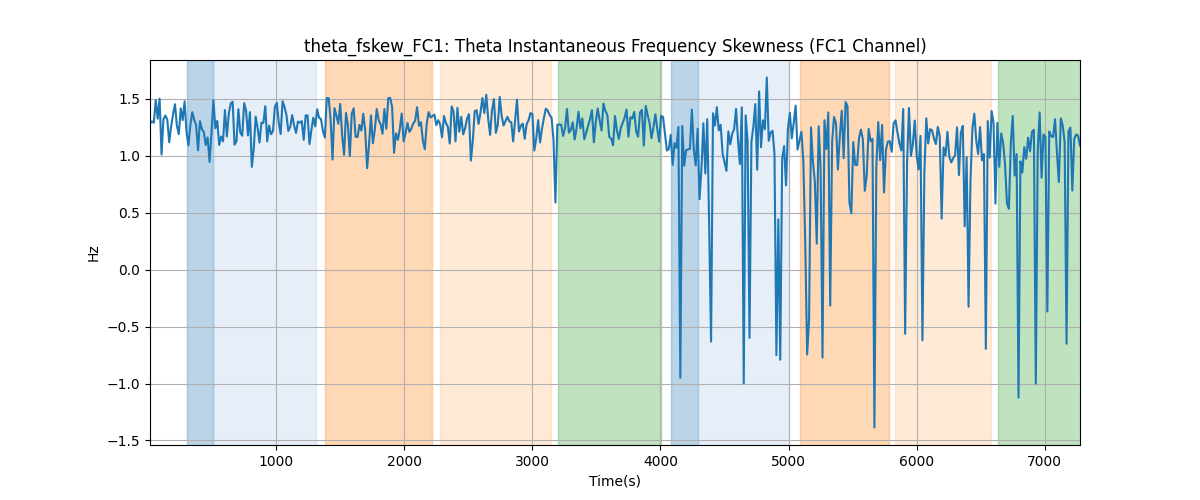 theta_fskew_FC1: Theta Instantaneous Frequency Skewness (FC1 Channel)
Hz
1.5
1.0
0.5
0.0
−0.5
−1.0
−1.5
1000 2000 3000 4000 5000 6000 7000
Time(s)